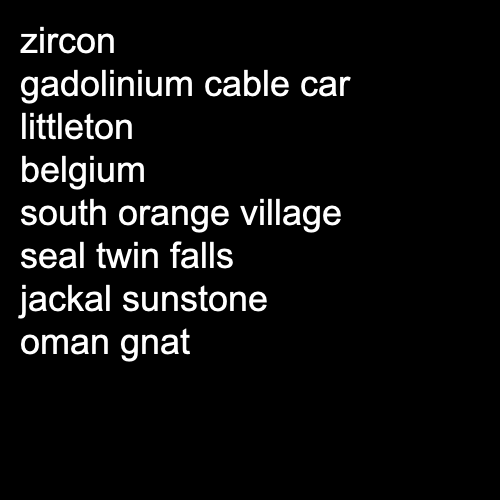 zircon
gadolinium cable car
littleton
belgium
south orange village
seal twin falls
jackal sunstone
oman gnat